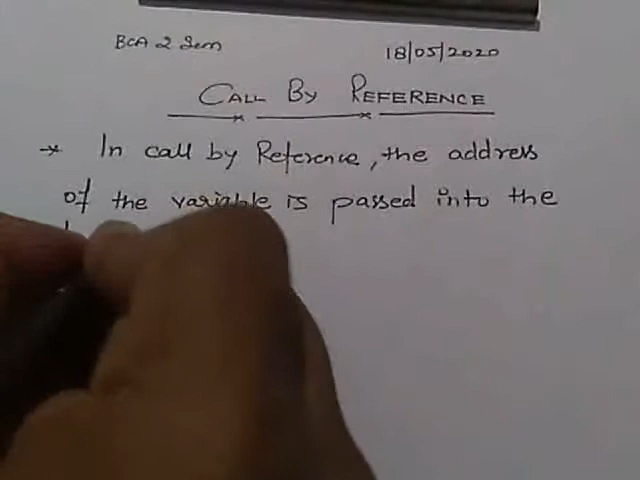 BCA 2 Sem 18/05/2020
CALL BY REFERENCE
* In call by Reference, the address
of the variable is passed into the